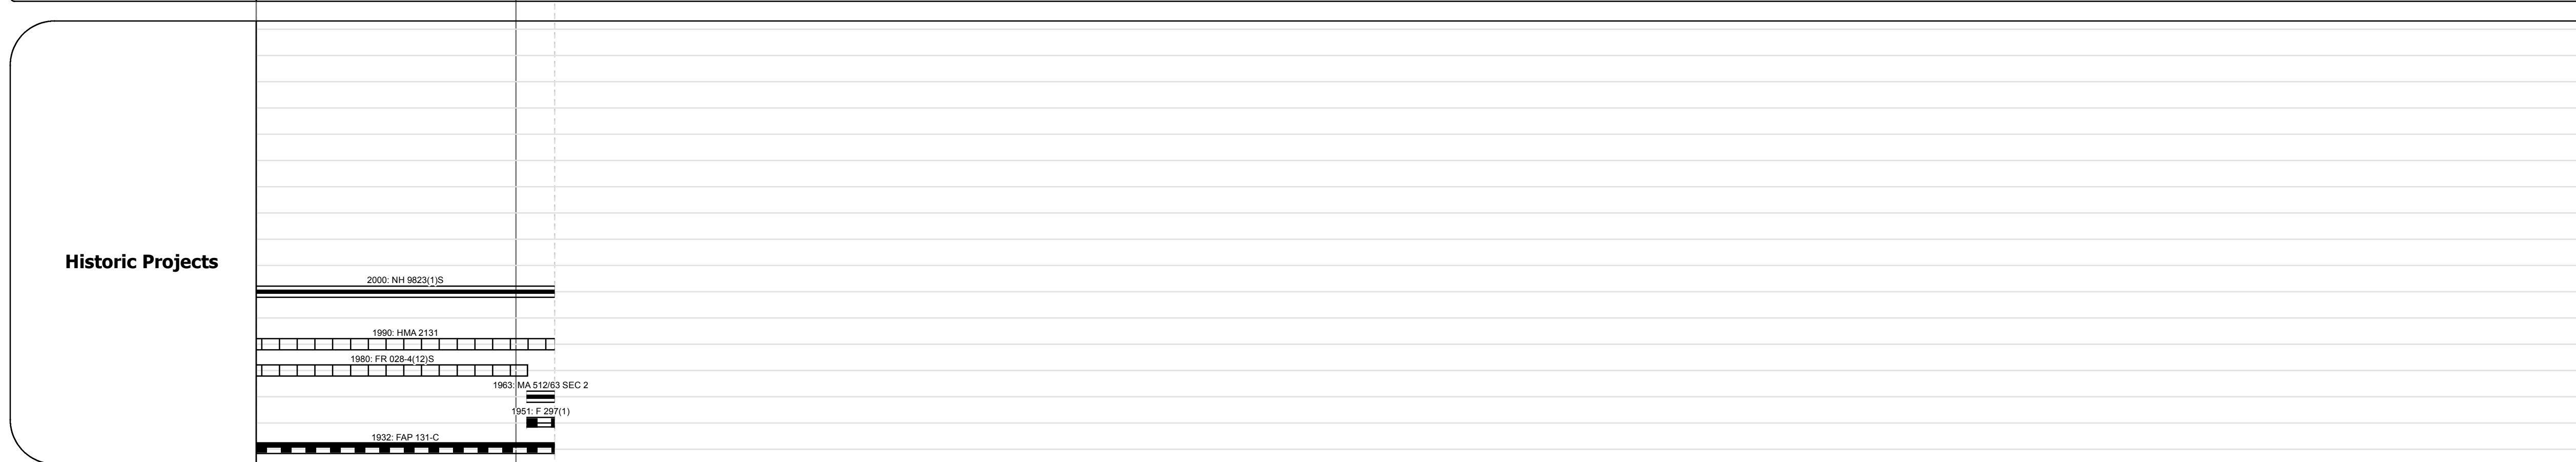 Historic Projects
2000: NH 9823(1)S
1990: HMA 2131
1980: FR 028-4(12)S
1963: MA 512/63 SEC 2
1951: F 297(1)
1932: FAP 131-C